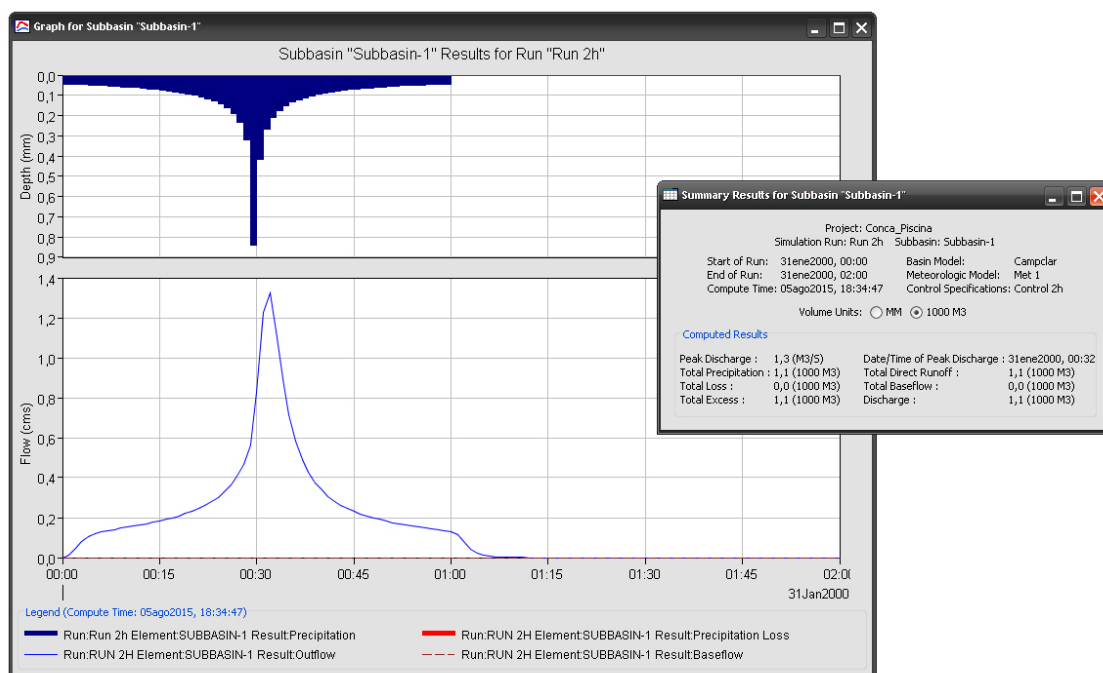 Graph for Subbasin "Subbasin-1"
Subbasin "Subbasin-1" Results for Run "Run 2h"
0,0
0,1
0,2
0,3
0,4
0,5
0,6
0,7
0,8
0,9
Depth (mm)
1,4
1,2
1,0
0,8
0,6
0,4
0,2
0,0
Flow (cms)
00:00 00:15 00:30 00:45 01:00 01:15 01:30 01:45 02:0
31Jan2000
Legend (Compute Time: 05ago2015, 18:34:47)
Run:Run 2h Element:SUBBASIN-1 Result:Precipitation
Run:RUN 2H Element:SUBBASIN-1 Result:Precipitation Loss
Run:RUN 2H Element:SUBBASIN-1 Result:Outflow
Run:RUN 2H Element:SUBBASIN-1 Result:Baseflow
Summary Results for Subbasin "Subbasin-1"
Project: Conca_Piscina
Simulation Run: Run 2h Subbasin: Subbasin-1
Start of Run: 31ene2000, 00:00 Basin Model: Campclar
End of Run: 31ene2000, 02:00 Meteorologic Model: Met 1
Compute Time: 05ago2015, 18:34:47 Control Specifications: Control 2h
Volume Units: MM 1000 M3
Computed Results
Peak Discharge : 1,3 (M3/S) Date/Time of Peak Discharge : 31ene2000, 00:32
Total Precipitation : 1,1 (1000 M3) Total Direct Runoff : 1,1 (1000 M3)
Total Loss : 0,0 (1000 M3) Total Baseflow : 0,0 (1000 M3)
Total Excess : 1,1 (1000 M3) Discharge : 1,1 (1000 M3)